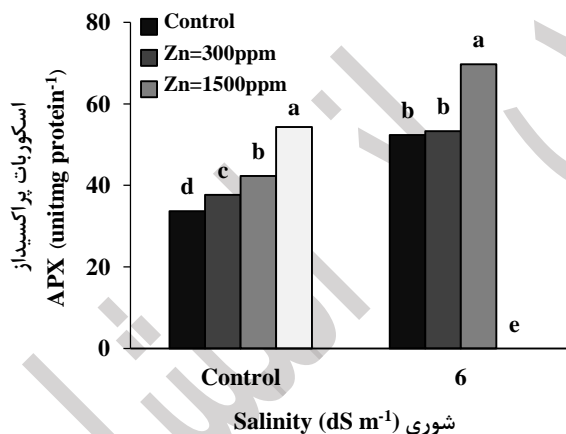 80
60
40
20
0
Control
Zn=300ppm
Zn=1500ppm
d
c
b
a
b
b
a
e
اسکوربات پراکسیداز
APX (unitmg protein-1)
Control
6
Salinity (dS m-1) شوری